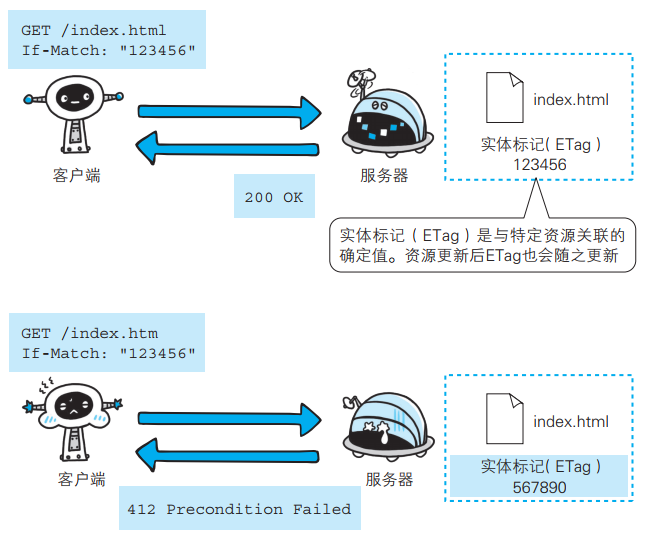 GET /index.html
If-Match: "123456"
index.html
实体标记( ETag )
123456
客户端
服务器
200 OK
实体标记（ETag）是与特定资源关联的
确定值。资源更新后ETag也会随之更新
GET /index.htm
If-Match: "123456"
index.html
实体标记( ETag )
567890
客户端
服务器
412 Precondition Failed